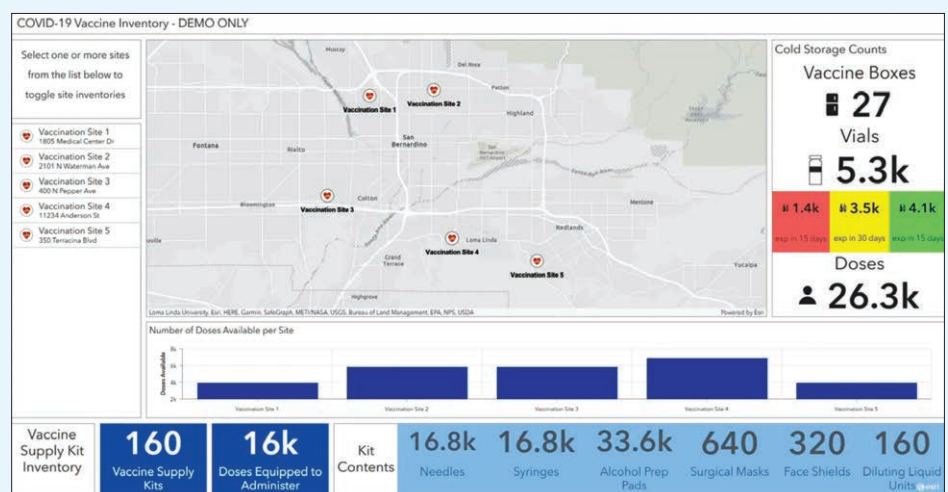 COVID-19 Vaccine Inventory - DEMO ONLY
Select one or more sites
from the list below to
toggle site inventories
Vaccination Site 1
1805 Medical Center Dr
Vaccination Site 2
2101 N Waterman Ave
Vaccination Site 3
400 N Pepper Ave
Vaccination Site 4
11234 Anderson St
Vaccination Site 5
350 Terracina Blvd
Muscoy
Del Rosa
Patton
Vaccination Site 1
Vaccination Site 2
Highland
Fontana
Rialto
San
Bernardino
San
Bernardino
Bloomington
Colton
Vaccination Site 3
Mentone
Redlands
Loma Linda
Vaccination Site 4
Grand
Terrace
Vaccination Site 5
Yucaipa
Highgrove
Loma Linda University, Esri, HERE, Garmin, SafeGraph, METI/NASA, USGS, Bureau of Land Management, EPA, NPS, USDA
Powered by Esri
Cold Storage Counts
Vaccine Boxes
27
Vials
5.3k
1.4k
3.5k
4.1k
exp in 15 days
exp in 30 days
exp in 15 days
Doses
26.3k
Number of Doses Available per Site
Doses Available
8k
6k
4k
2k
Vaccination Site 1
Vaccination Site 2
Vaccination Site 3
Vaccination Site 4
Vaccination Site 5
Vaccine
Supply Kit
Inventory
160
Vaccine Supply
Kits
16k
Doses Equipped to
Administer
Kit
Contents
16.8k
Needles
16.8k
Syringes
33.6k
Alcohol Prep
Pads
640
Surgical Masks
320
Face Shields
160
Diluting Liquid
Units
esri